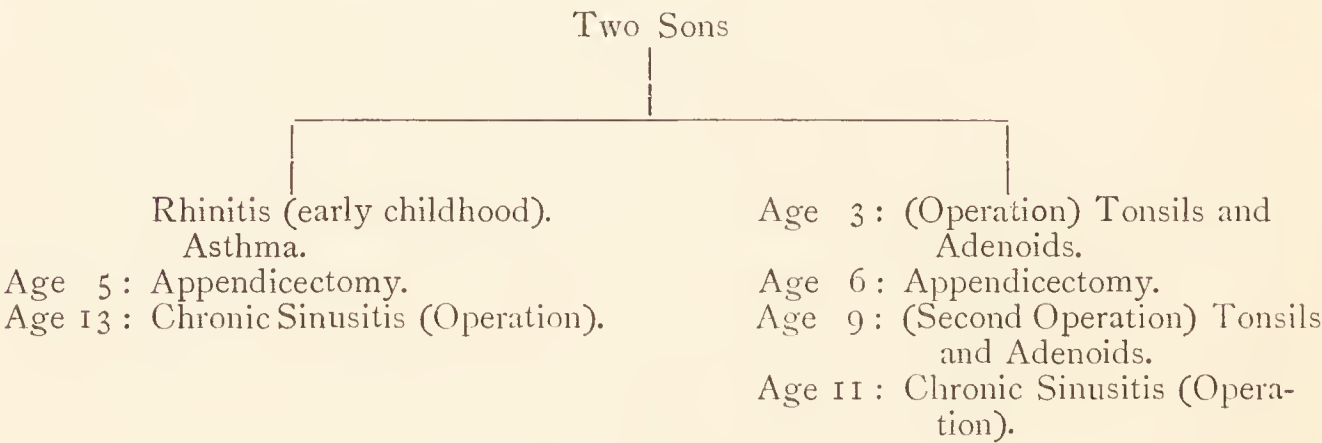 Two Sons
Rhinitis (early childhood).
Asthma.
Age 5 : Appendicectomy.
Age 13 : Chronic Sinusitis (Operation).
Age 3 : (Operation) Tonsils and
Adenoids.
Age 6 : Appendicectomy.
Age 9 : (Second Operation) Tonsils
and Adenoids.
Age 11 : Chronic Sinusitis (Opera-
tion).